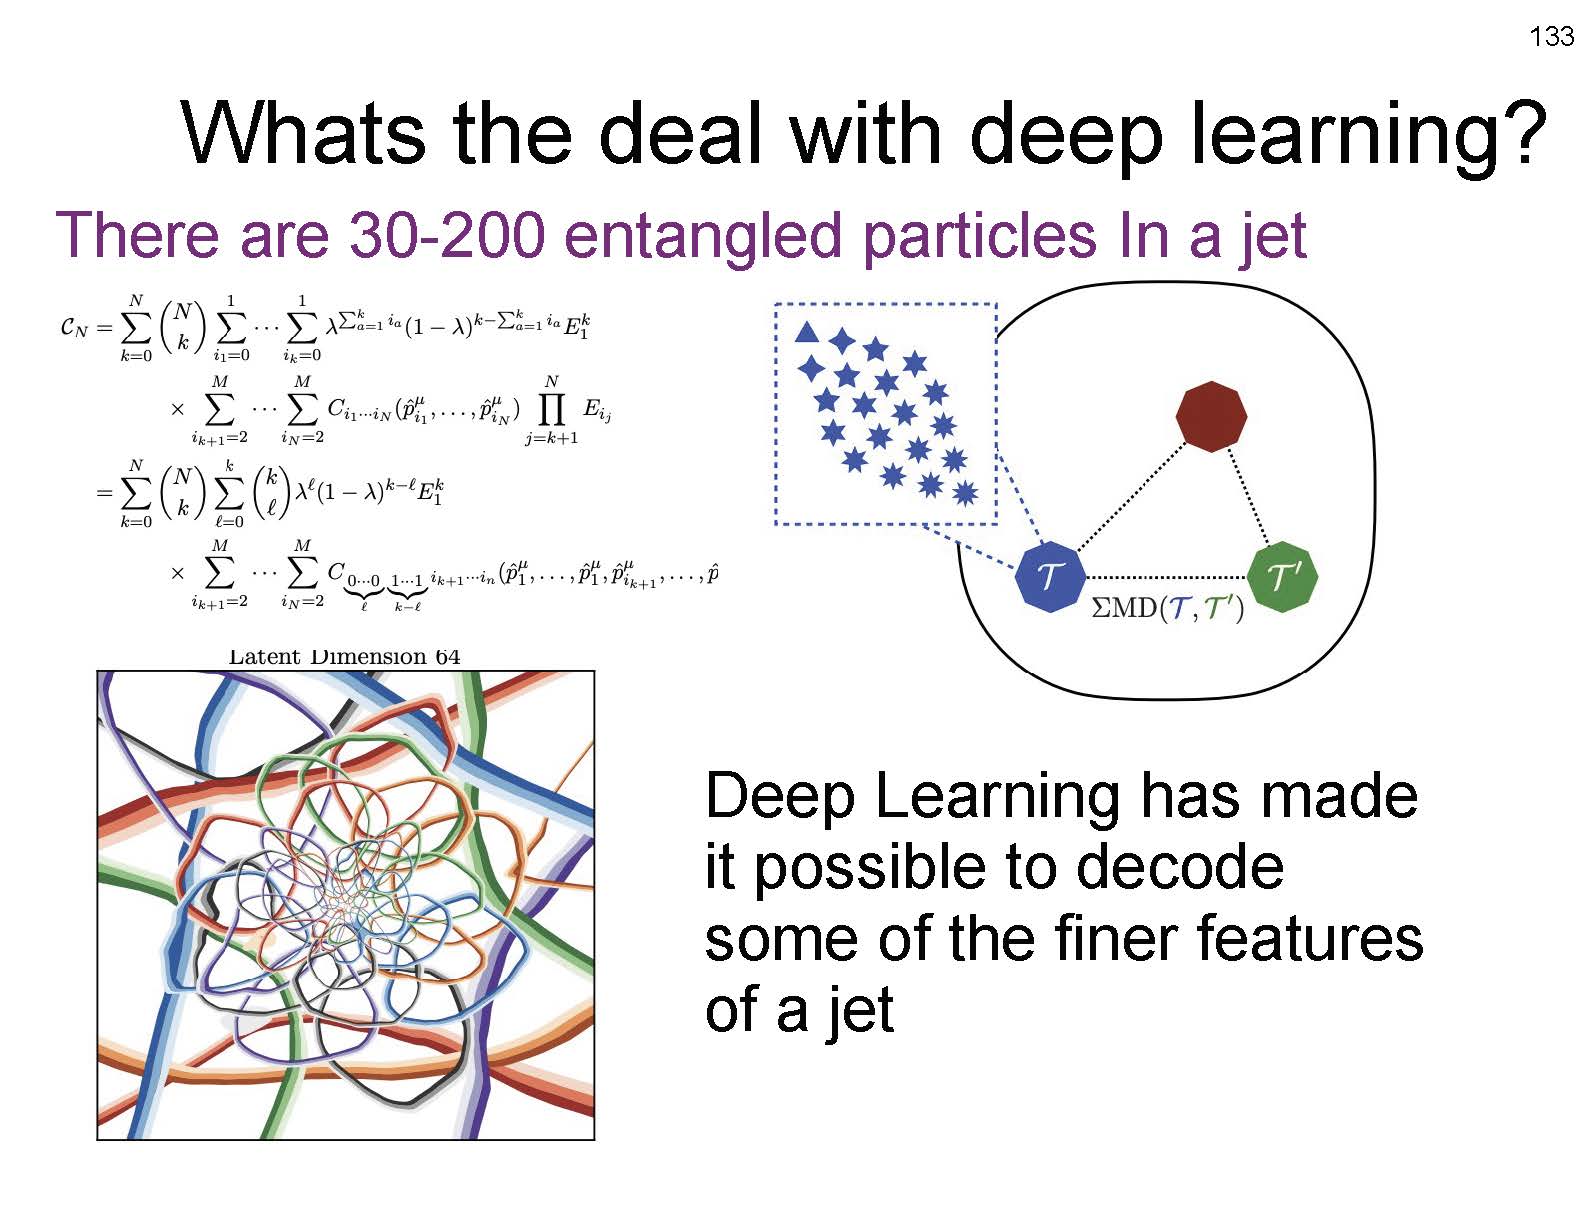 133
Whats the deal with deep learning?
There are 30-200 entangled particles In a jet
$\mathcal{C}_N = \sum_{k=0}^{N} \binom{N}{k} \sum_{i_1=0}^{1} \cdots \sum_{i_k=0}^{1} \lambda^{\sum_{a=1}^{k} i_a} (1-\lambda)^{k-\sum_{a=1}^{k} i_a} E_1^k$
$\times \sum_{i_{k+1}=2}^{M} \cdots \sum_{i_N=2}^{M} C_{i_1 \cdots i_N} (\hat{p}_{i_1}^{\mu}, \ldots, \hat{p}_{i_N}^{\mu}) \prod_{j=k+1}^{N} E_{i_j}$
$= \sum_{k=0}^{N} \binom{N}{k} \sum_{\ell=0}^{k} \binom{k}{\ell} \lambda^{\ell} (1-\lambda)^{k-\ell} E_1^k$
$\times \sum_{i_{k+1}=2}^{M} \cdots \sum_{i_N=2}^{M} C_{\underbrace{0 \cdots 0}_{\ell} \underbrace{1 \cdots 1}_{k-\ell} i_{k+1} \cdots i_n} (\hat{p}_1^{\mu}, \ldots, \hat{p}_1^{\mu}, \hat{p}_{i_{k+1}}^{\mu}, \ldots, \hat{p}$
$\mathcal{T}$
$\mathcal{T}'$
ΣMD($\mathcal{T}$, $\mathcal{T}'$)
Latent Dimension 64
Deep Learning has made
it possible to decode
some of the finer features
of a jet